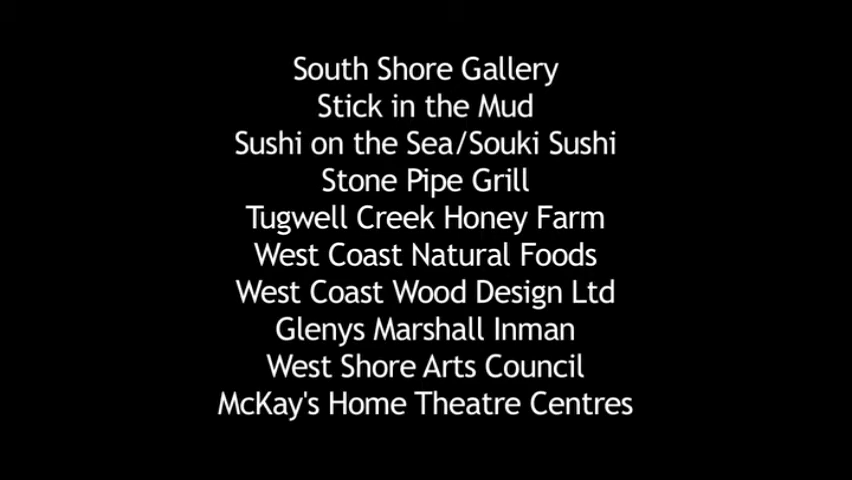 South Shore Gallery
Stick in the Mud
Sushi on the Sea/Souki Sushi
Stone Pipe Grill
Tugwell Creek Honey Farm
West Coast Natural Foods
West Coast Wood Design Ltd
Glenys Marshall Inman
West Shore Arts Council
McKay's Home Theatre Centres